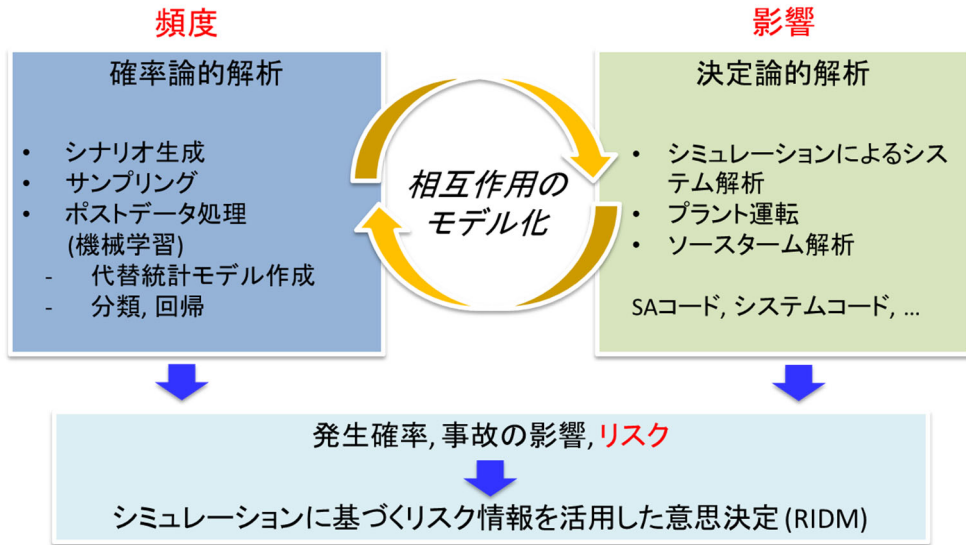 頻度
確率論的解析
• シナリオ生成
• サンプリング
• ポストデータ処理
(機械学習)
- 代替統計モデル作成
- 分類, 回帰
相互作用の
モデル化
影響
決定論的解析
• シミュレーションによるシス
テム解析
• プラント運転
• ソースターム解析
SAコード, システムコード, ...
発生確率, 事故の影響, リスク
シミュレーションに基づくリスク情報を活用した意思決定 (RIDM)